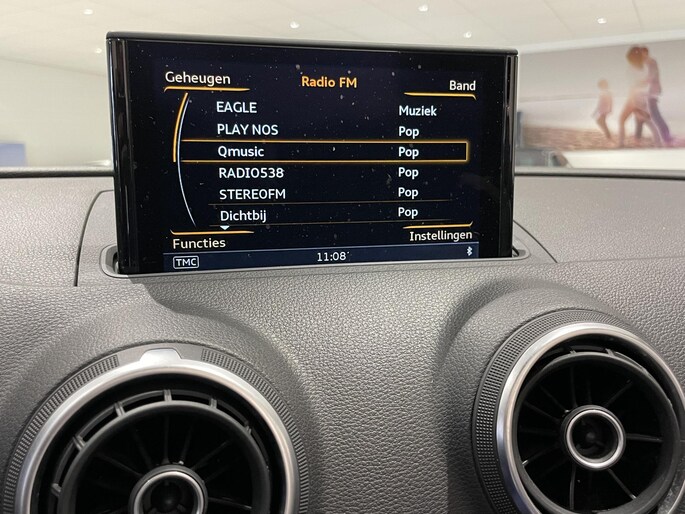 Geheugen Radio FM Band
EAGLE Muziek
PLAY NOS Pop
Qmusic Pop
RADIO538 Pop
STEREOFM Pop
Dichtbij Pop
Functies Instellingen
TMC 11:08